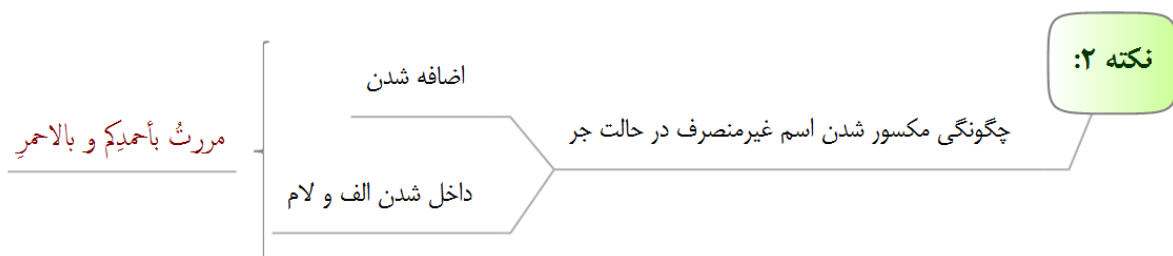 نکته ۲:
چگونگی مکسور شدن اسم غیرمنصرف در حالت جر
اضافه شدن
داخل شدن الف و لام
مررتُ بأحمدِکم و بالاحمرِ